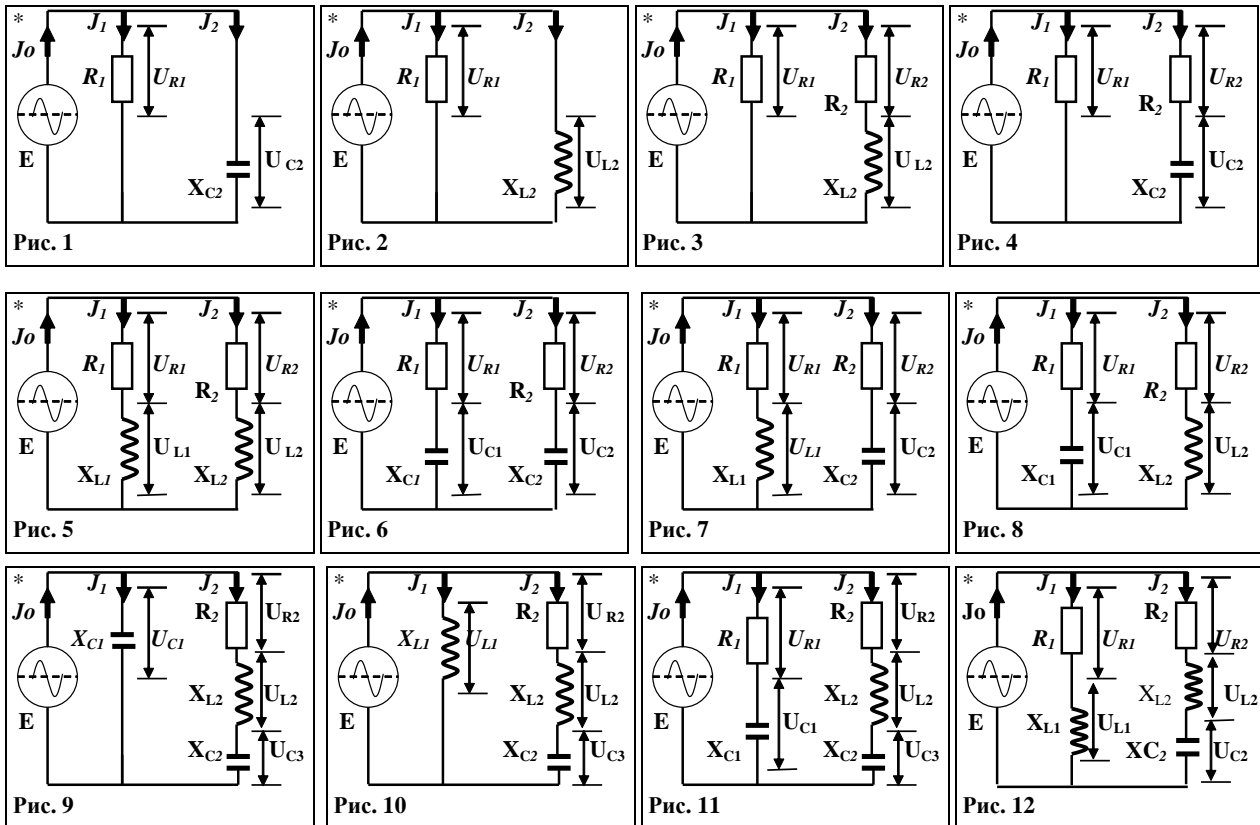 * J1 J2
Jo
R1 UR1
E
UC2
XC2
Рис. 1
* J1 J2
Jo
R1 UR1
E
UL2
XL2
Рис. 2
* J1 J2
Jo
R1 UR1 UR2
R2
E
UL2
XL2
Рис. 3
* J1 J2
Jo
R1 UR1 UR2
R2
E
UC2
XC2
Рис. 4
* J1 J2
Jo
R1 UR1 UR2
R2
E UL1 UL2
XL1 XL2
Рис. 5
* J1 J2
Jo
R1 UR1 UR2
R2
E UC1 UC2
XC1 XC2
Рис. 6
* J1 J2
Jo
R1 UR1 R2 UR2
E UL1 UC2
XL1 XC2
Рис. 7
* J1 J2
Jo
R1 UR1 UR2
R2
E UC1 UL2
XC1 XL2
Рис. 8
* J1 J2
Jo R2 UR2
XC1 UC1
XL2 UL2
E
XC2 UC3
Рис. 9
* J1 J2
Jo R2 UR2
XL1 UL1
XL2 UL2
E
XC2 UC3
Рис. 10
* J1 J2
Jo R2 UR2
R1 UR1
XL2 UL2
E UC1
XC1 XC2 UC3
Рис. 11
* J1 J2
Jo R2
R1 UR1 UR2
XL2 UL2
E XL1 UL1
XC2 UC2
Рис. 12